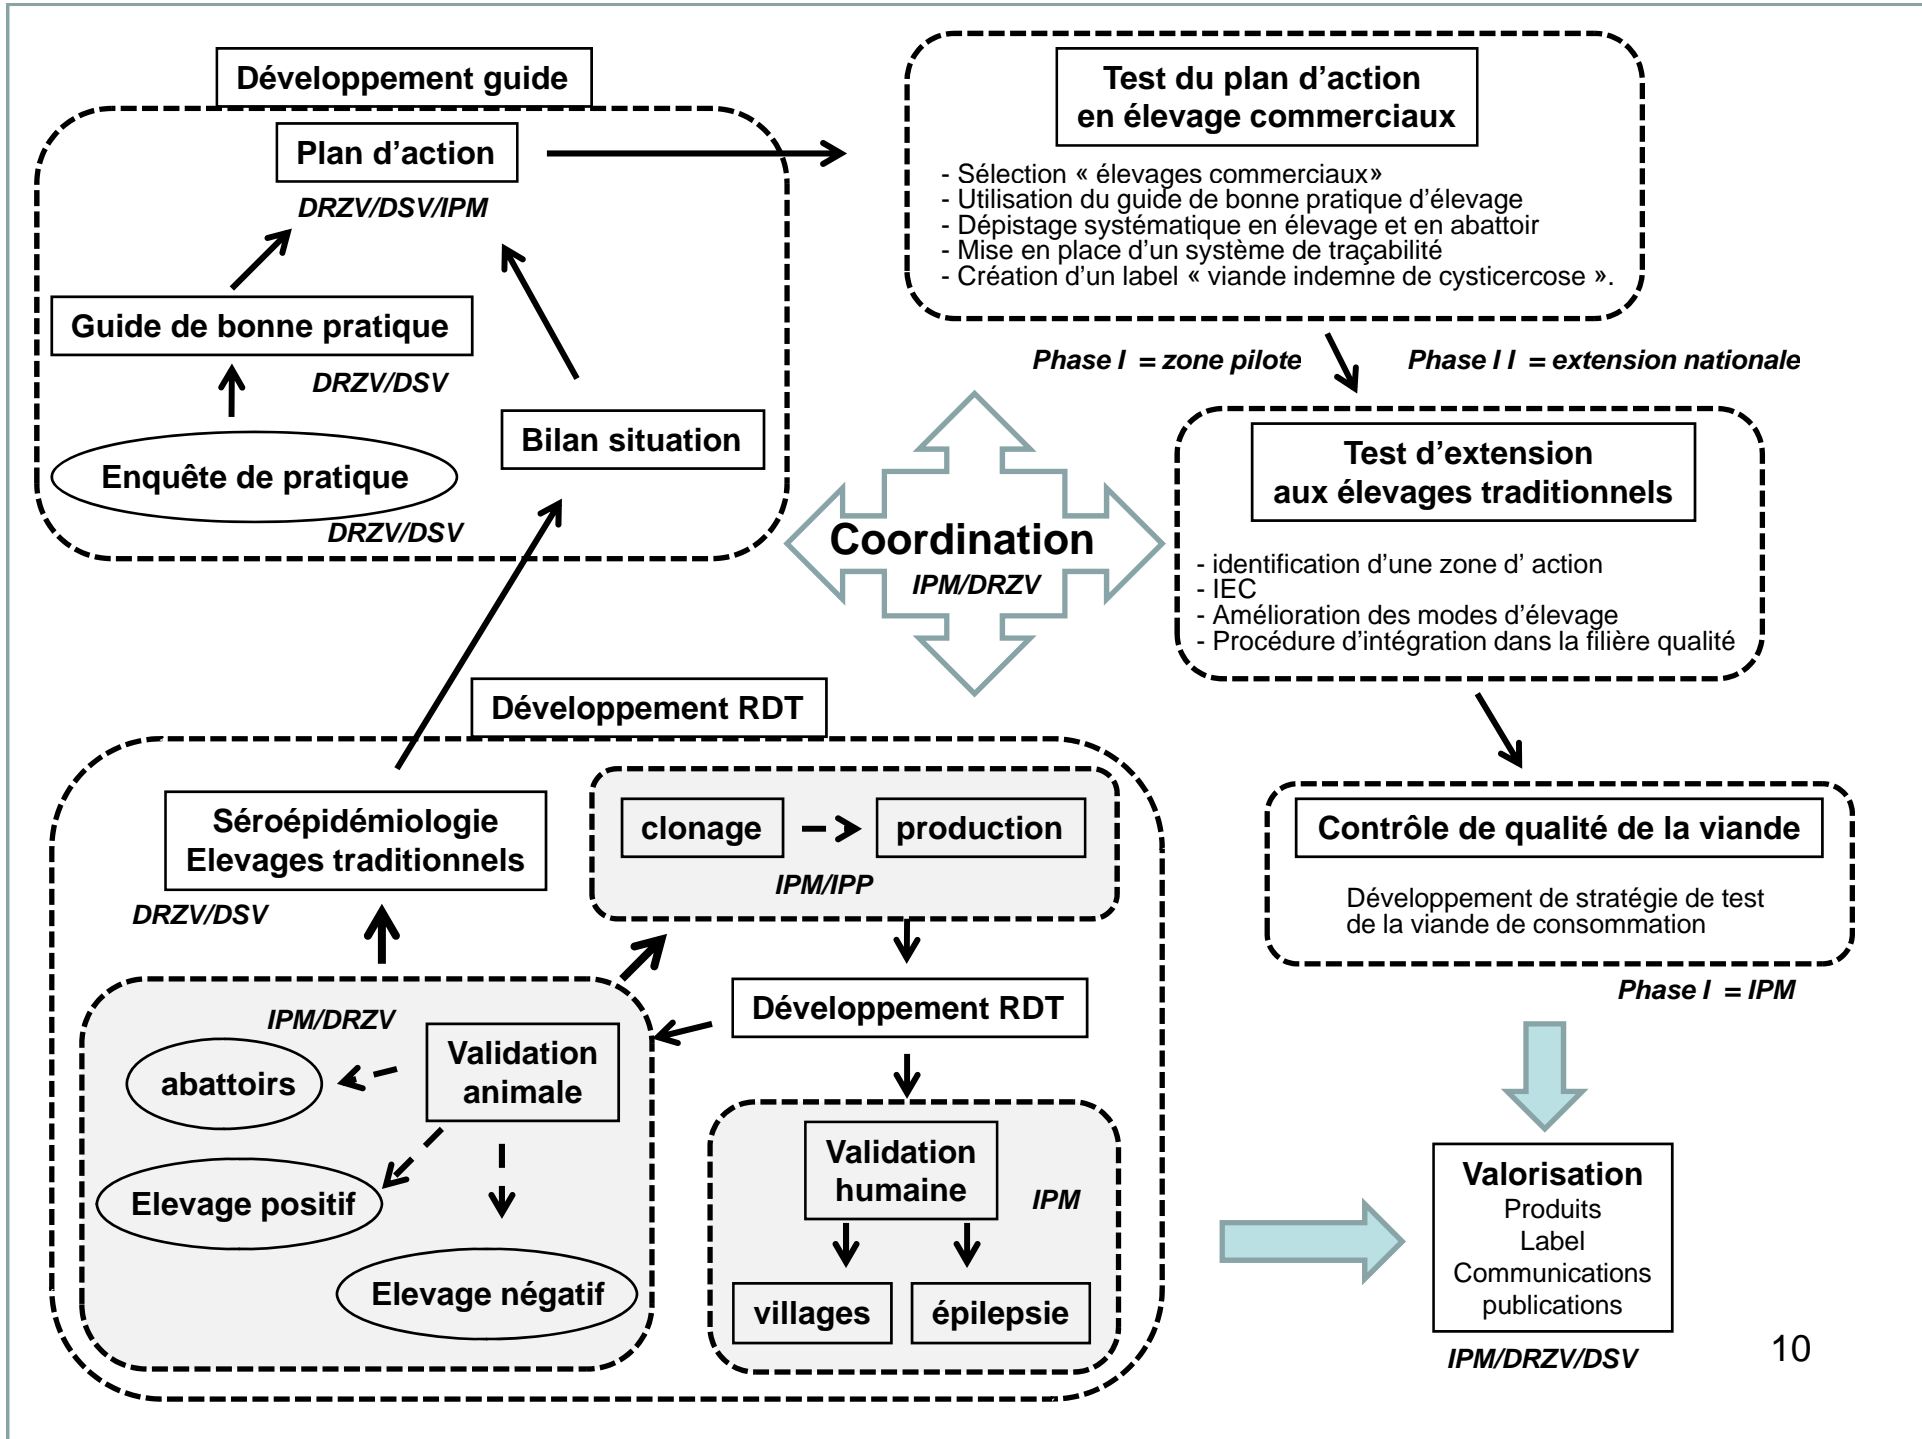 Développement guide
Plan d'action
DRZV/DSV/IPM
Guide de bonne pratique
DRZV/DSV
Enquête de pratique
DRZV/DSV
Bilan situation
Test du plan d'action
en élevage commerciaux
- Sélection « élevages commerciaux»
- Utilisation du guide de bonne pratique d'élevage
- Dépistage systématique en élevage et en abattoir
- Mise en place d'un système de traçabilité
- Création d'un label « viande indemne de cysticercose ».
Phase I = zone pilote
Phase I I = extension nationale
Coordination
IPM/DRZV
Test d'extension
aux élevages traditionnels
- identification d'une zone d' action
- IEC
- Amélioration des modes d'élevage
- Procédure d'intégration dans la filière qualité
Développement RDT
Séroépidémiologie
Elevages traditionnels
DRZV/DSV
clonage
production
IPM/IPP
Développement RDT
IPM/DRZV
Validation
animale
abattoirs
Elevage positif
Elevage négatif
Validation
humaine
IPM
villages
épilepsie
Contrôle de qualité de la viande
Développement de stratégie de test
de la viande de consommation
Phase I = IPM
Valorisation
Produits
Label
Communications
publications
IPM/DRZV/DSV
10